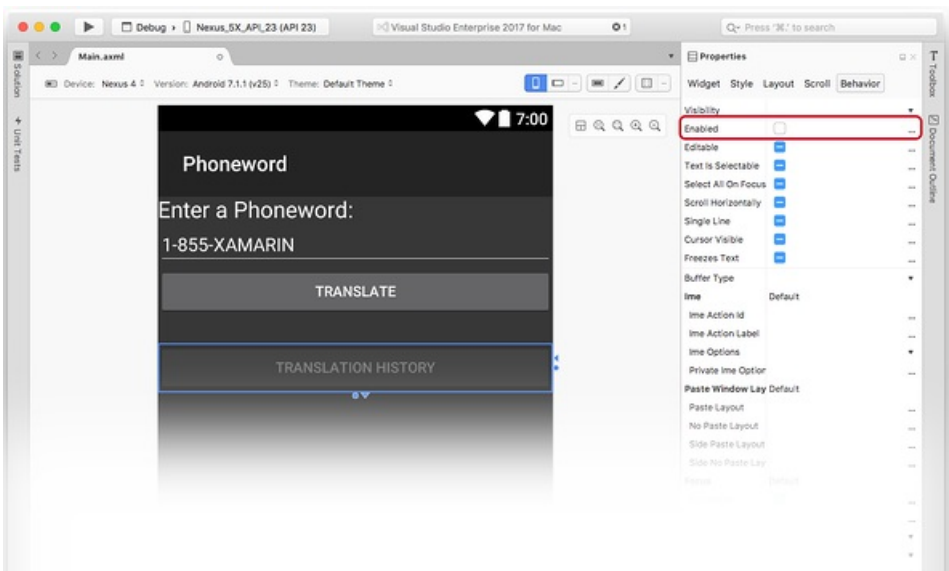 Debug › Nexus_5X_API_23 (API 23)
Visual Studio Enterprise 2017 for Mac
1
Press '⌘.' to search
Main.axml
Properties
Solution
Unit Tests
Toolbox
Document Outline
Device: Nexus 4 Version: Android 7.1.1 (v25) Theme: Default Theme
Widget Style Layout Scroll Behavior
7:00
Phoneword
Enter a Phoneword:
1-855-XAMARIN
TRANSLATE
TRANSLATION HISTORY
Visibility
Enabled
Editable
Text Is Selectable
Select All On Focus
Scroll Horizontally
Single Line
Cursor Visible
Freezes Text
Buffer Type
Ime Default
Ime Action Id
Ime Action Label
Ime Options
Private Ime Option
Paste Window Lay Default
Paste Layout
No Paste Layout
Side Paste Layout
Side No Paste Lay
Focus Default